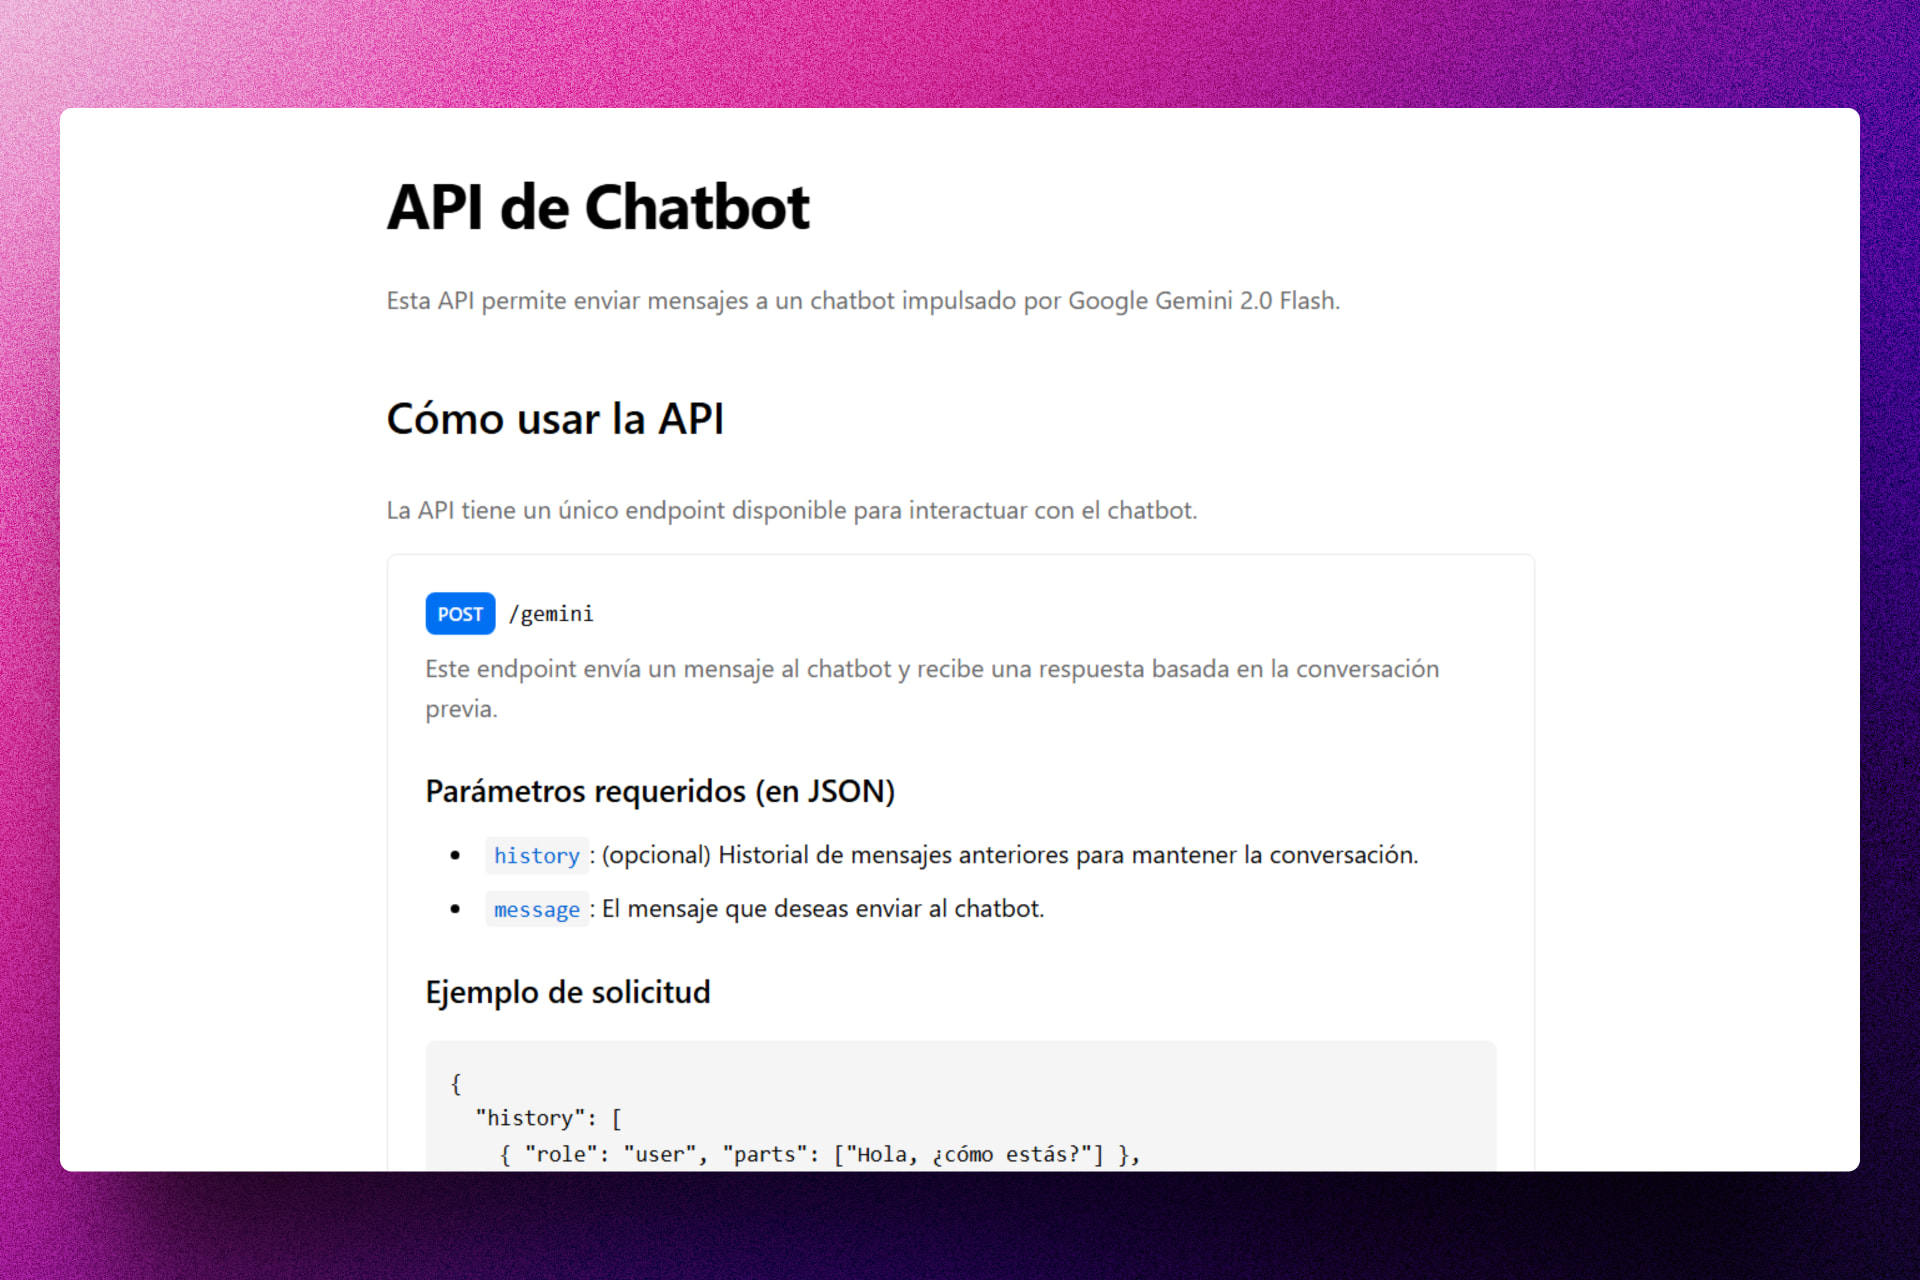 API de Chatbot
Esta API permite enviar mensajes a un chatbot impulsado por Google Gemini 2.0 Flash.
Cómo usar la API
La API tiene un único endpoint disponible para interactuar con el chatbot.
POST /gemini
Este endpoint envía un mensaje al chatbot y recibe una respuesta basada en la conversación
previa.
Parámetros requeridos (en JSON)
• history : (opcional) Historial de mensajes anteriores para mantener la conversación.
• message : El mensaje que deseas enviar al chatbot.
Ejemplo de solicitud
{
  "history": [
    { "role": "user", "parts": ["Hola, ¿cómo estás?"] },